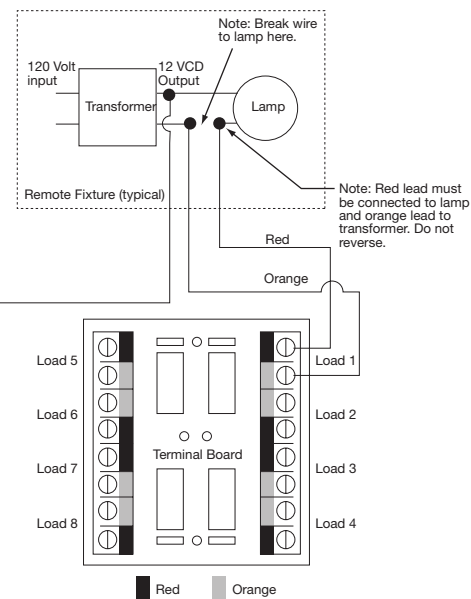 Note: Break wire
to lamp here.
120 Volt
input
12 VCD
Output
Transformer
Lamp
Remote Fixture (typical)
Note: Red lead must
be connected to lamp
and orange lead to
transformer. Do not
reverse.
Red
Orange
Load 5
Load 1
Load 6
Load 2
Terminal Board
Load 7
Load 3
Load 8
Load 4
Red
Orange